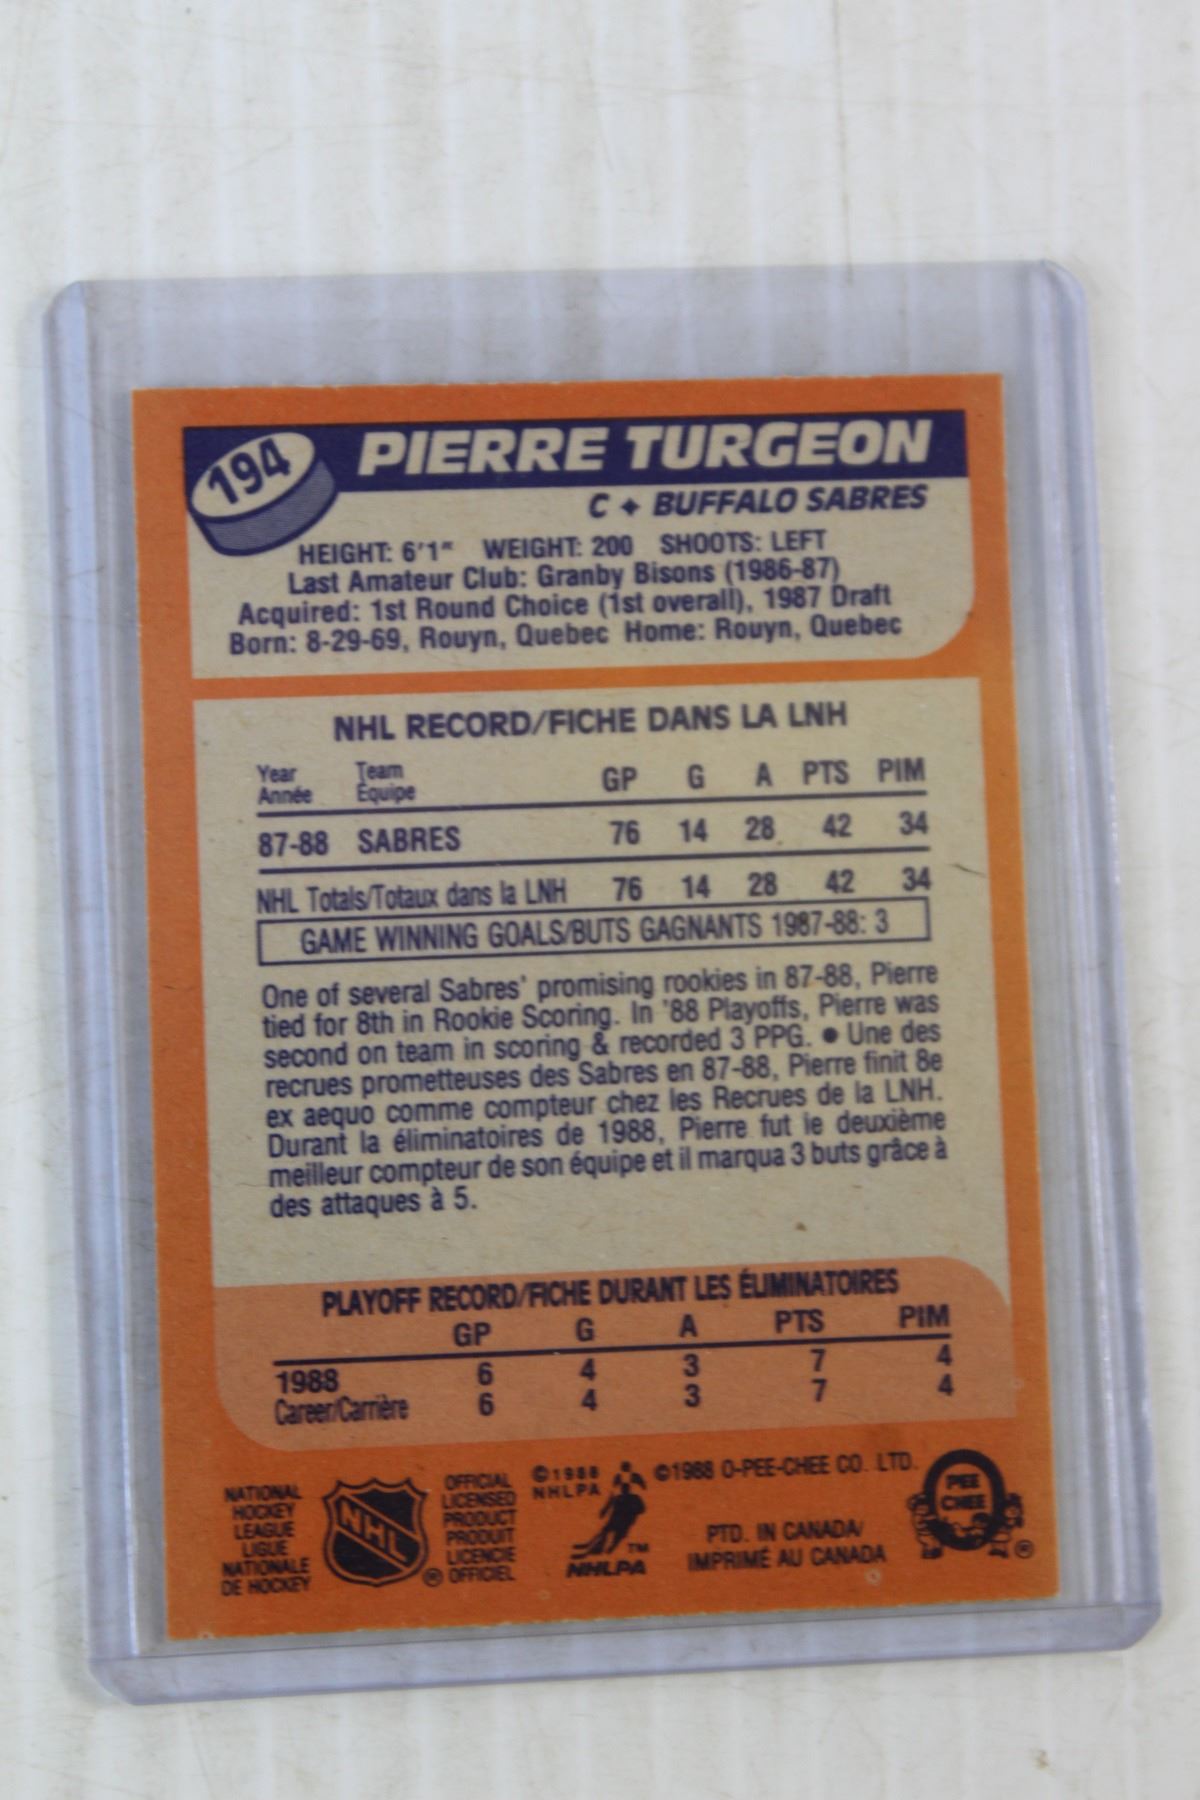 194
PIERRE TURGEON
C ✦ BUFFALO SABRES
HEIGHT: 6'1" WEIGHT: 200 SHOOTS: LEFT
Last Amateur Club: Granby Bisons (1986-87)
Acquired: 1st Round Choice (1st overall), 1987 Draft
Born: 8-29-69, Rouyn, Quebec Home: Rouyn, Quebec
NHL RECORD/FICHE DANS LA LNH
Year Team GP G A PTS PIM
Année Équipe
87-88 SABRES 76 14 28 42 34
NHL Totals/Totaux dans la LNH 76 14 28 42 34
GAME WINNING GOALS/BUTS GAGNANTS 1987-88: 3
One of several Sabres' promising rookies in 87-88, Pierre
tied for 8th in Rookie Scoring. In '88 Playoffs, Pierre was
second on team in scoring & recorded 3 PPG. ● Une des
recrues prometteuses des Sabres en 87-88, Pierre finit 8e
ex aequo comme compteur chez les Recrues de la LNH.
Durant la éliminatoires de 1988, Pierre fut le deuxième
meilleur compteur de son équipe et il marqua 3 buts grâce à
des attaques à 5.
PLAYOFF RECORD/FICHE DURANT LES ÉLIMINATOIRES
GP G A PTS PIM
1988 6 4 3 7 4
Career/Carrière 6 4 3 7 4
NATIONAL
HOCKEY
LEAGUE
LIGUE
NATIONALE
DE HOCKEY
NHL
®
OFFICIAL
LICENSED
PRODUCT
PRODUIT
LICENCIE
OFFICIEL
©1988
NHLPA
TM
NHLPA
©1988 O-PEE-CHEE CO. LTD.
PTD. IN CANADA/
IMPRIMÉ AU CANADA
PEE
CHEE
®